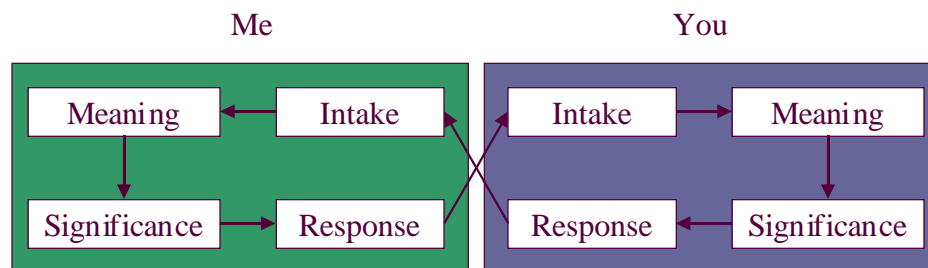 Me
You
Meaning
Intake
Intake
Meaning
Significance
Response
Response
Significance